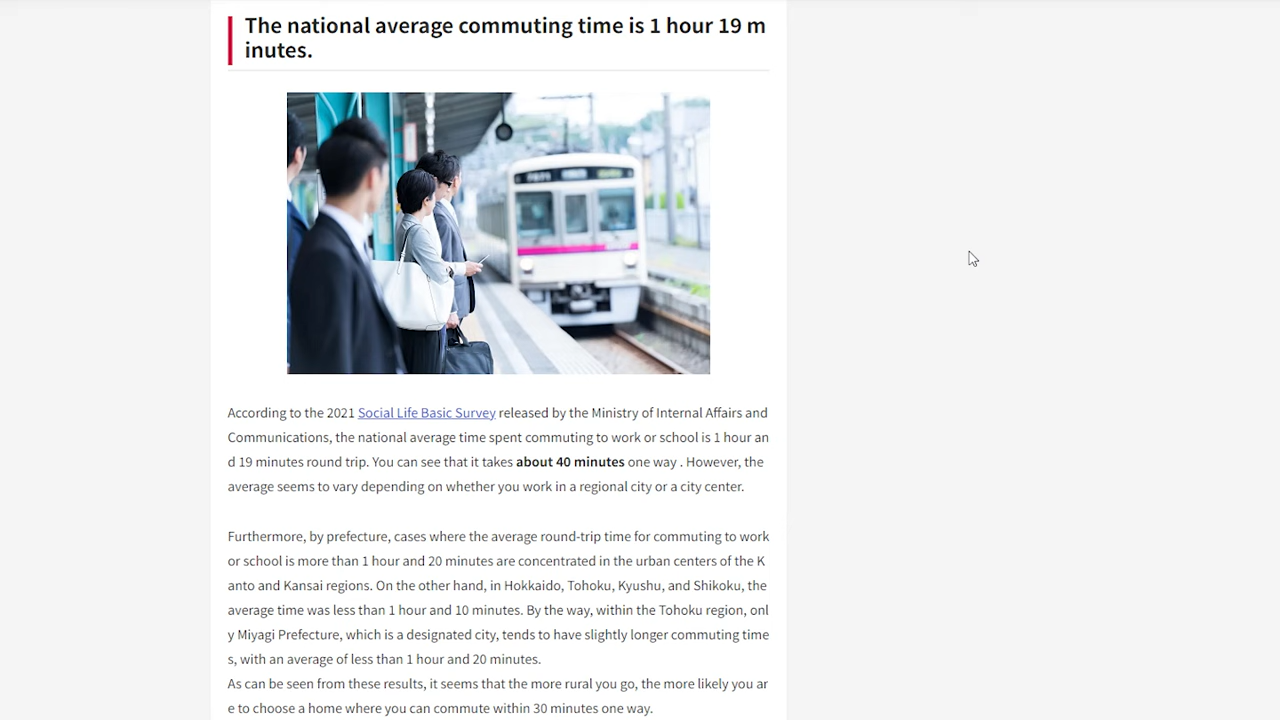 The national average commuting time is 1 hour 19 m
inutes.
According to the 2021 Social Life Basic Survey released by the Ministry of Internal Affairs and
Communications, the national average time spent commuting to work or school is 1 hour an
d 19 minutes round trip. You can see that it takes about 40 minutes one way . However, the
average seems to vary depending on whether you work in a regional city or a city center.
Furthermore, by prefecture, cases where the average round-trip time for commuting to work
or school is more than 1 hour and 20 minutes are concentrated in the urban centers of the K
anto and Kansai regions. On the other hand, in Hokkaido, Tohoku, Kyushu, and Shikoku, the
average time was less than 1 hour and 10 minutes. By the way, within the Tohoku region, onl
y Miyagi Prefecture, which is a designated city, tends to have slightly longer commuting time
s, with an average of less than 1 hour and 20 minutes.
As can be seen from these results, it seems that the more rural you go, the more likely you ar
e to choose a home where you can commute within 30 minutes one way.